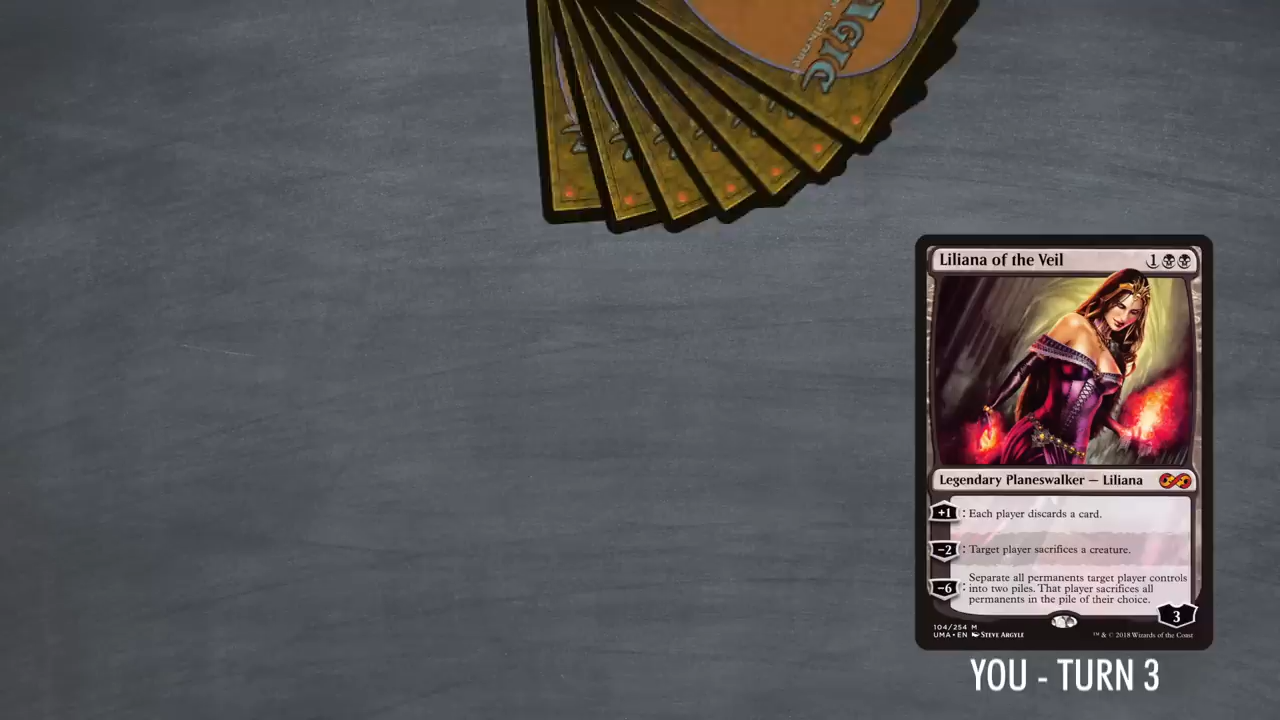 MAGIC
Liliana of the Veil 1
Legendary Planeswalker — Liliana
+1 : Each player discards a card.
-2 : Target player sacrifices a creature.
-6 : Separate all permanents target player controls
into two piles. That player sacrifices all
permanents in the pile of their choice.
3
104/254 M
UMA • EN Steve Argyle
™ & © 2018 Wizards of the Coast
YOU - TURN 3